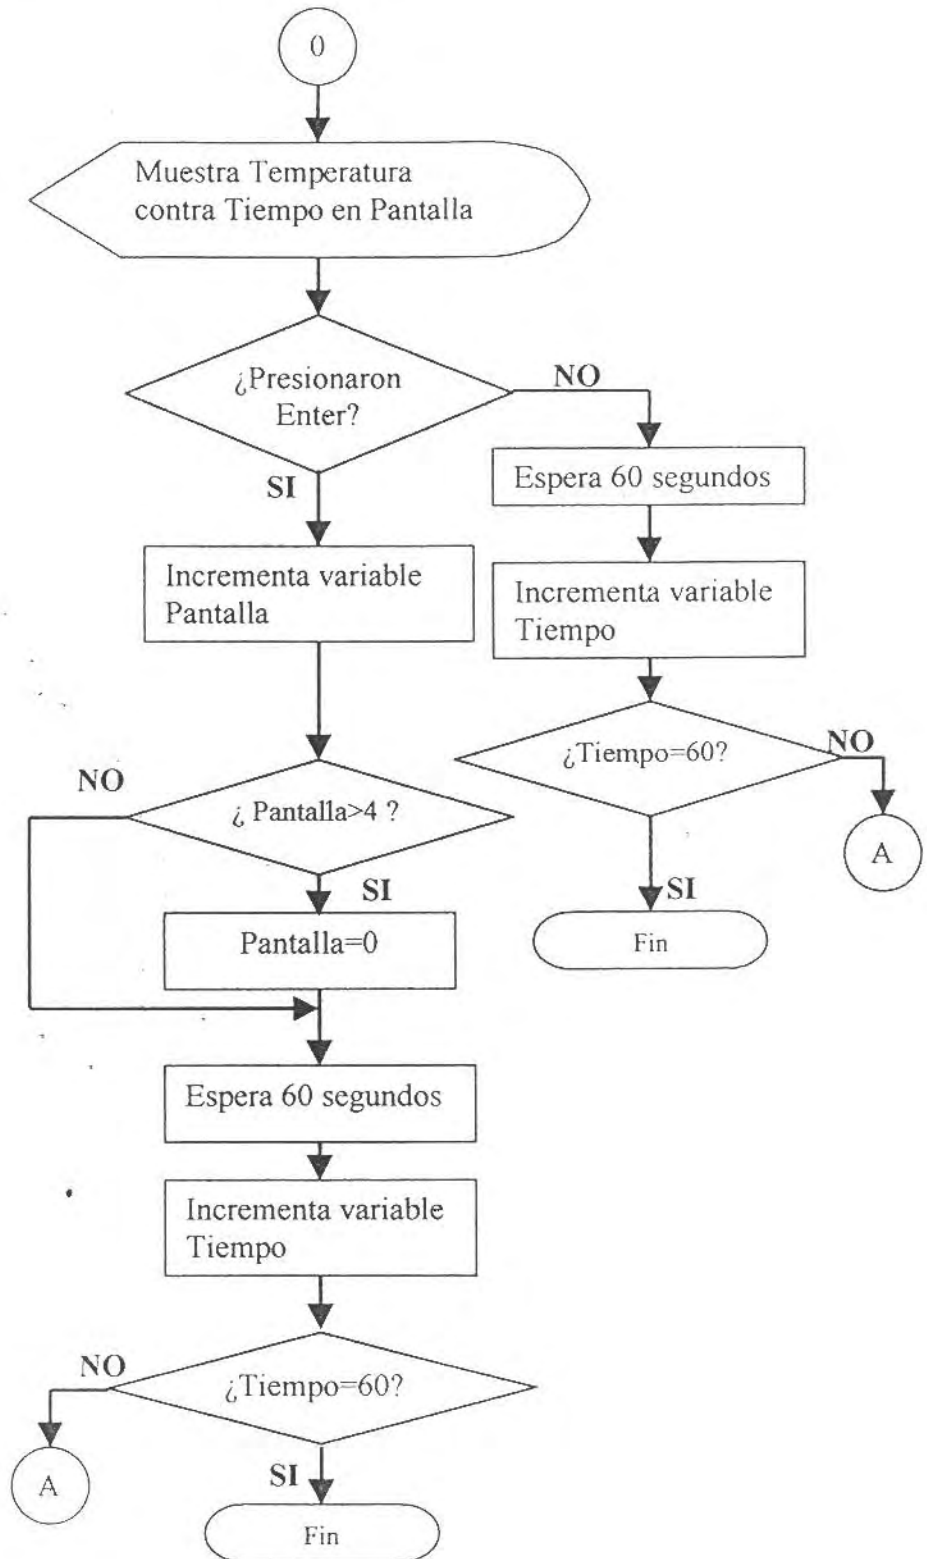 0
Muestra Temperatura
contra Tiempo en Pantalla
¿Presionaron
Enter?
NO
SI
Espera 60 segundos
Incrementa variable
Pantalla
Incrementa variable
Tiempo
¿Tiempo=60?
NO
A
SI
Fin
NO
¿ Pantalla>4 ?
SI
Pantalla=0
Espera 60 segundos
Incrementa variable
Tiempo
NO
¿Tiempo=60?
A
SI
Fin